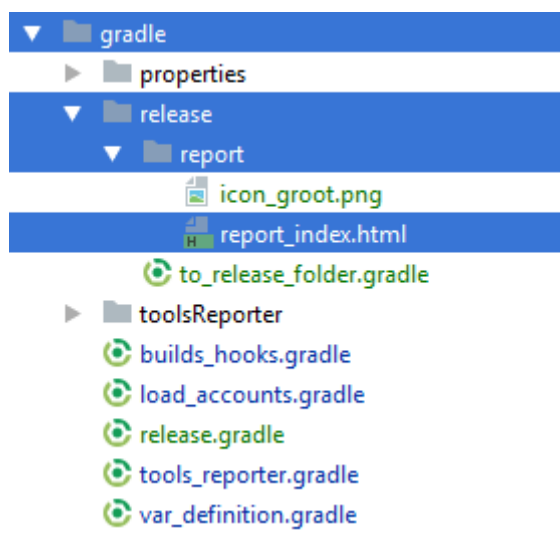 gradle
properties
release
report
icon_groot.png
H report_index.html
to_release_folder.gradle
toolsReporter
builds_hooks.gradle
load_accounts.gradle
release.gradle
tools_reporter.gradle
var_definition.gradle